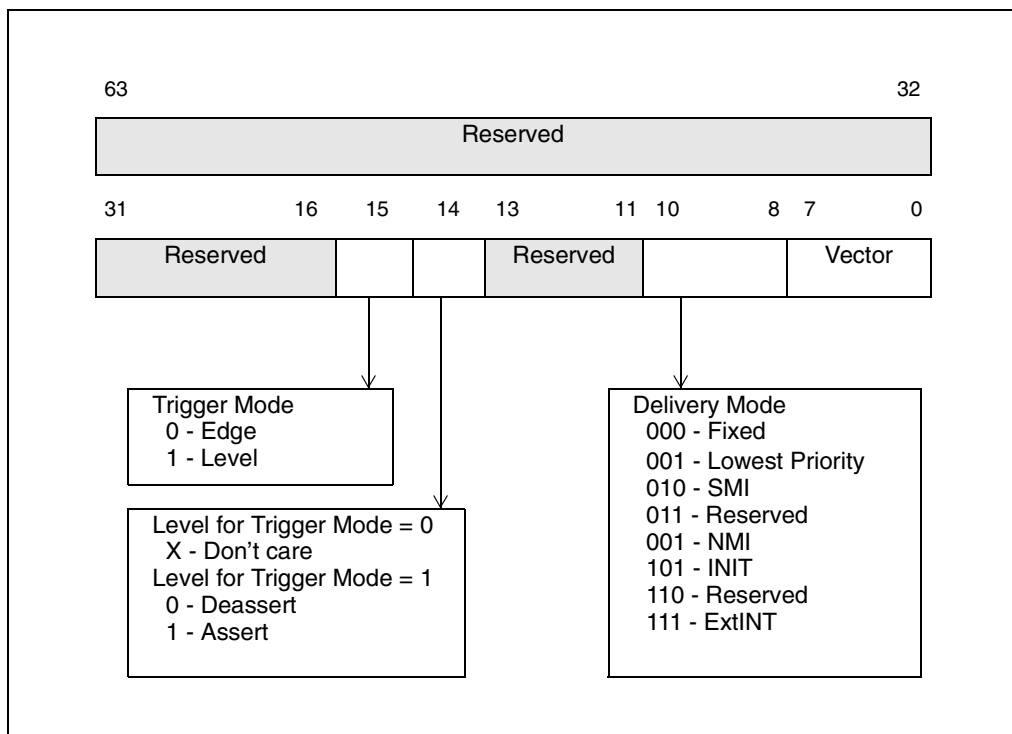 63 32
Reserved
31 16 15 14 13 11 10 8 7 0
Reserved Reserved Vector
Trigger Mode
0 - Edge
1 - Level
Level for Trigger Mode = 0
X - Don't care
Level for Trigger Mode = 1
0 - Deassert
1 - Assert
Delivery Mode
000 - Fixed
001 - Lowest Priority
010 - SMI
011 - Reserved
001 - NMI
101 - INIT
110 - Reserved
111 - ExtINT